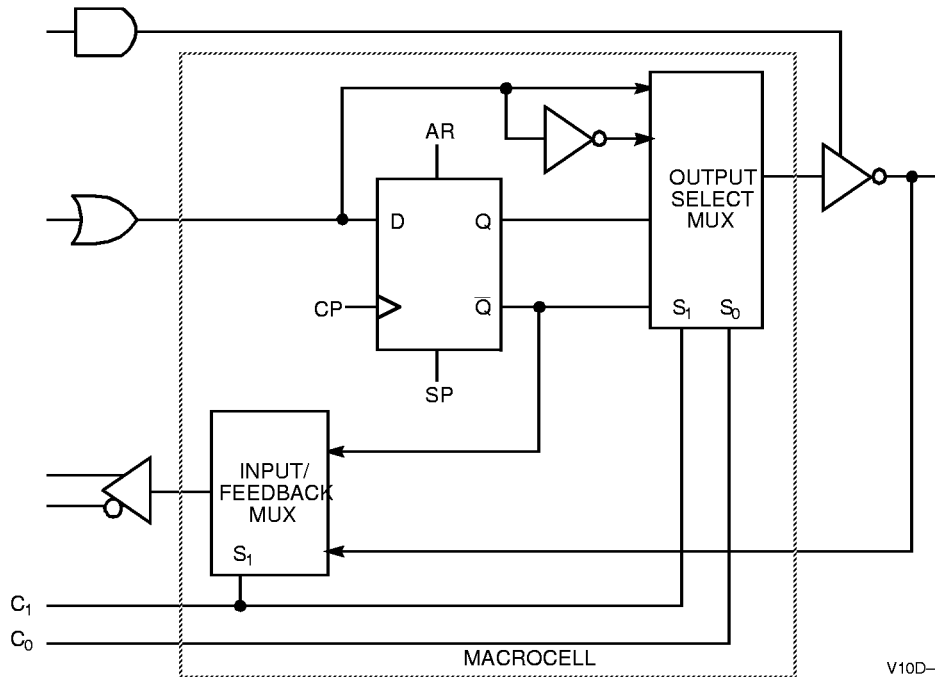 AR
OUTPUT
SELECT
MUX
D
Q
CP
Q̅
S₁
S₀
SP
INPUT/
FEEDBACK
MUX
S₁
C₁
C₀
MACROCELL
V10D–